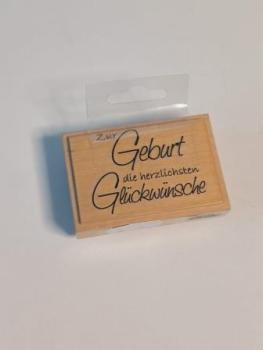 Zur
Geburt
die herzlichsten
Glückwünsche